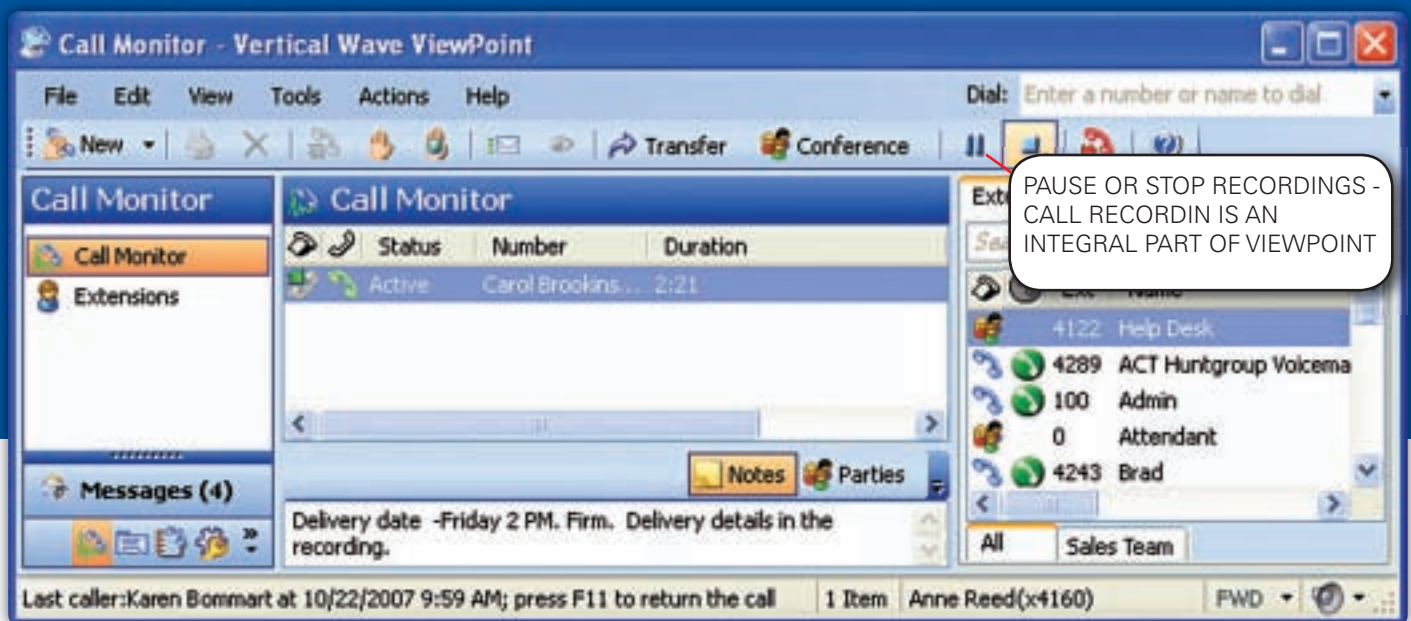 Call Monitor - Vertical Wave ViewPoint
File Edit View Tools Actions Help
Dial: Enter a number or name to dial
New Transfer Conference
PAUSE OR STOP RECORDINGS -
CALL RECORDIN IS AN
INTEGRAL PART OF VIEWPOINT
Call Monitor
Call Monitor
Extensions
Messages (4)
Call Monitor
Status Number Duration
Active Carol Brookins... 2:21
Notes Parties
Delivery date -Friday 2 PM. Firm. Delivery details in the
recording.
Ext Name
4122 Help Desk
4289 ACT Huntgroup Voicema
100 Admin
0 Attendant
4243 Brad
All Sales Team
Last caller:Karen Bommart at 10/22/2007 9:59 AM; press F11 to return the call 1 Item Anne Reed(x4160) FWD